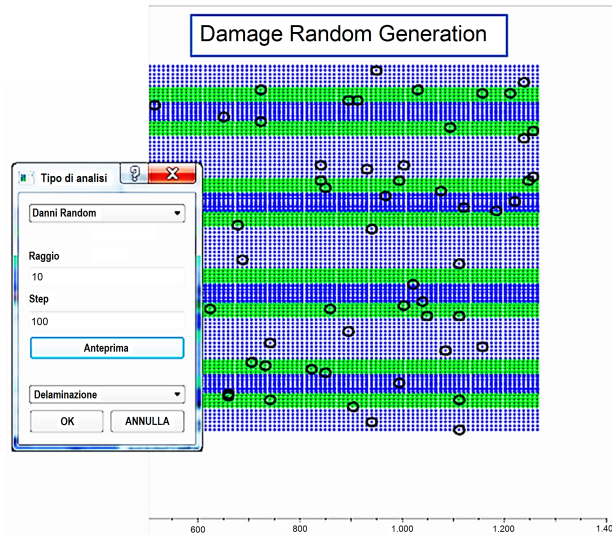 Damage Random Generation
Tipo di analisi
Danni Random
Raggio
10
Step
100
Anteprima
Delaminazione
OK ANNULLA
600 800 1.000 1.200 1.40